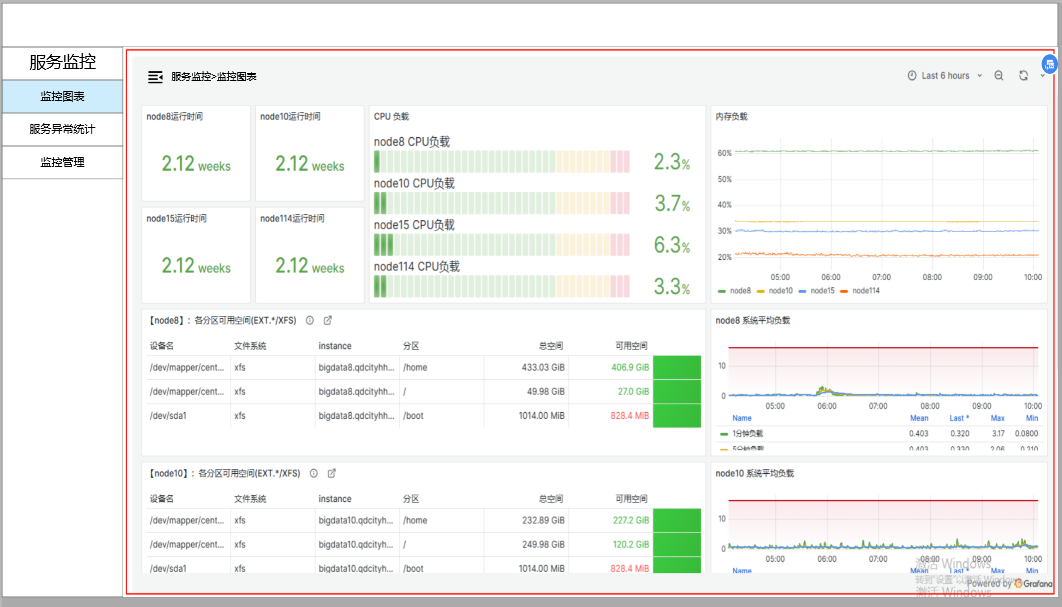 服务监控
监控图表
服务异常统计
监控管理
服务监控>监控图表
Last 6 hours
node8运行时间
2.12 weeks
node10运行时间
2.12 weeks
node15运行时间
2.12 weeks
node114运行时间
2.12 weeks
CPU 负载
node8 CPU负载
2.3%
node10 CPU负载
3.7%
node15 CPU负载
6.3%
node114 CPU负载
3.3%
内存负载
60%
50%
40%
30%
20%
05:00 06:00 07:00 08:00 09:00 10:00
node8 node10 node15 node114
【node8】: 各分区可用空间(EXT.*/XFS)
设备名 文件系统 instance 分区 总空间 可用空间
/dev/mapper/cent... xfs bigdata8.qdcityhh... /home 433.03 GiB 406.9 GiB
/dev/mapper/cent... xfs bigdata8.qdcityhh... / 49.98 GiB 27.0 GiB
/dev/sda1 xfs bigdata8.qdcityhh... /boot 1014.00 MiB 828.4 MiB
node8 系统平均负载
10
0
05:00 06:00 07:00 08:00 09:00 10:00
Name Mean Last * Max Min
1分钟负载 0.403 0.320 3.17 0.0800
5分钟负载 0.403 0.330 2.06 0.210
【node10】: 各分区可用空间(EXT.*/XFS)
设备名 文件系统 instance 分区 总空间 可用空间
/dev/mapper/cent... xfs bigdata10.qdcityh... /home 232.89 GiB 227.2 GiB
/dev/mapper/cent... xfs bigdata10.qdcityh... / 249.98 GiB 120.2 GiB
/dev/sda1 xfs bigdata10.qdcityh... /boot 1014.00 MiB 828.4 MiB
node10 系统平均负载
10
0
05:00 06:00 07:00 08:00 09:00 10:00
Name Mean Last * Max Min
激活 Windows
转到"设置"以激活 Windows
Powered by Grafana
激活 Windows